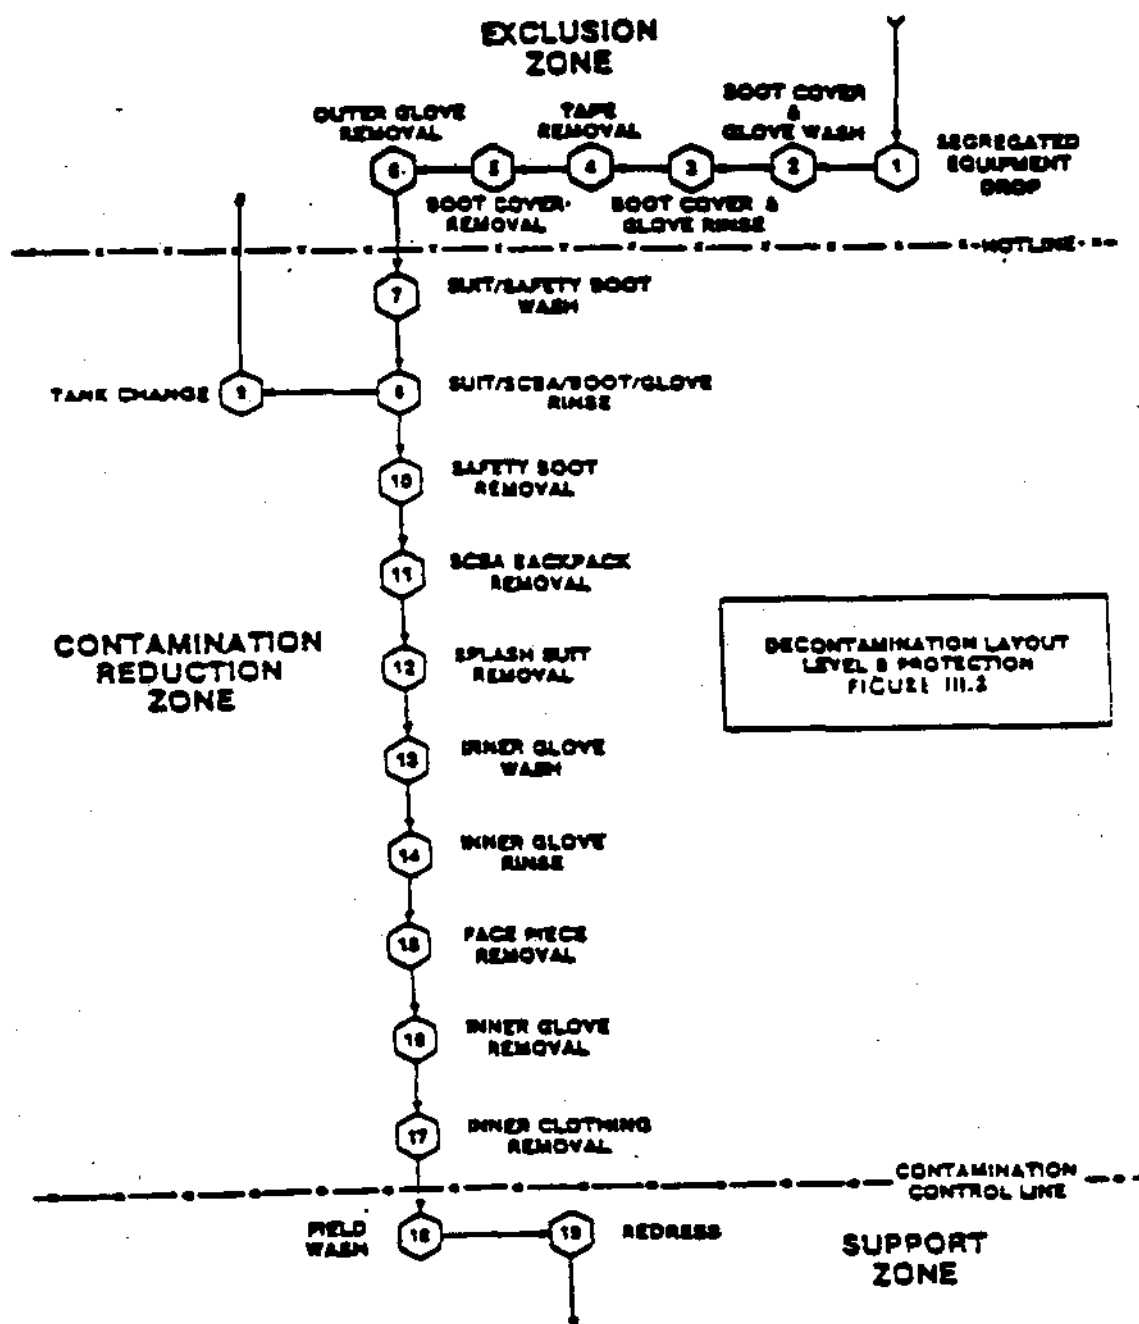 EXCLUSION
ZONE
OUTER GLOVE
REMOVAL
TAPE
REMOVAL
BOOT COVER
&
GLOVE WASH
SEGREGATED
EQUIPMENT
DROP
6
5
4
3
2
1
BOOT COVER
REMOVAL
BOOT COVER &
GLOVE RINSE
HOTLINE
7
SUIT/SAFETY BOOT
WASH
TANK CHANGE
9
8
SUIT/SCBA/BOOT/GLOVE
RINSE
10
SAFETY BOOT
REMOVAL
11
SCBA BACKPACK
REMOVAL
CONTAMINATION
REDUCTION
ZONE
12
SPLASH SUIT
REMOVAL
DECONTAMINATION LAYOUT
LEVEL B PROTECTION
FIGURE III.2
13
INNER GLOVE
WASH
14
INNER GLOVE
RINSE
15
FACE PIECE
REMOVAL
16
INNER GLOVE
REMOVAL
17
INNER CLOTHING
REMOVAL
CONTAMINATION
CONTROL LINE
FIELD
WASH
18
19
REDRESS
SUPPORT
ZONE